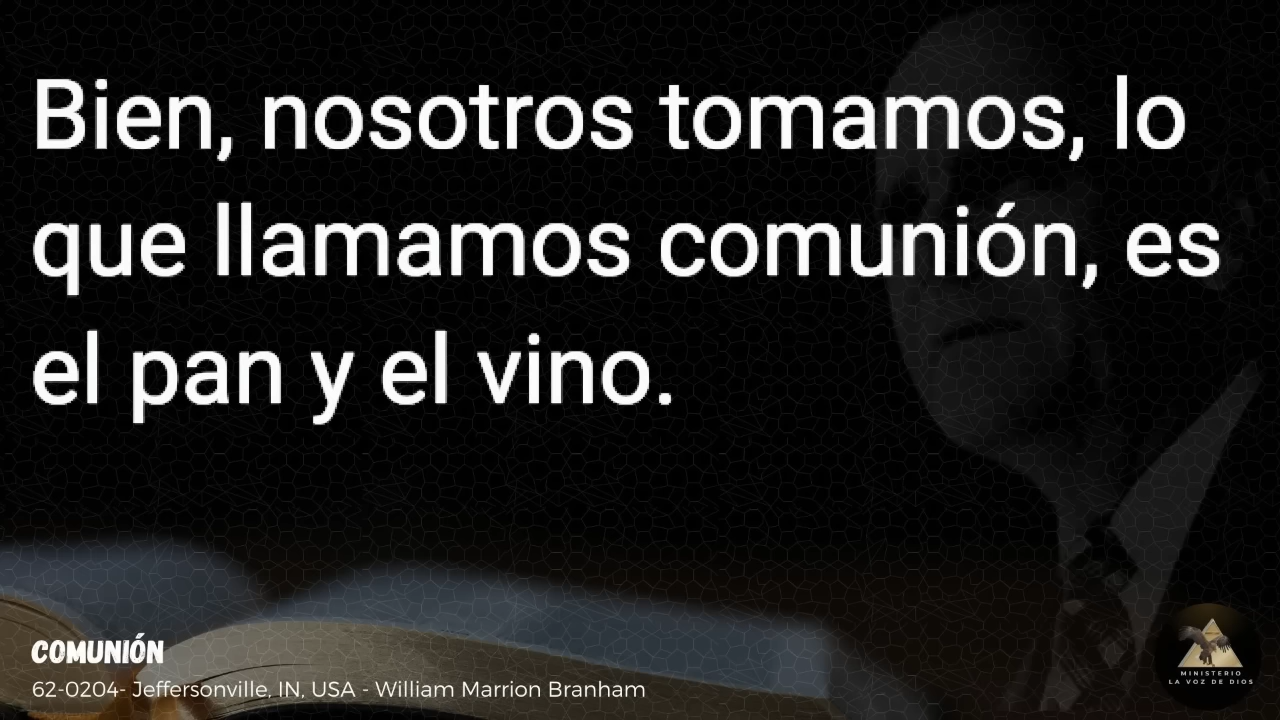 Bien, nosotros tomamos, lo
que llamamos comunión, es
el pan y el vino.
COMUNIÓN
62-0204- Jeffersonville, IN, USA - William Marrion Branham
MINISTERIO
LA VOZ DE DIOS